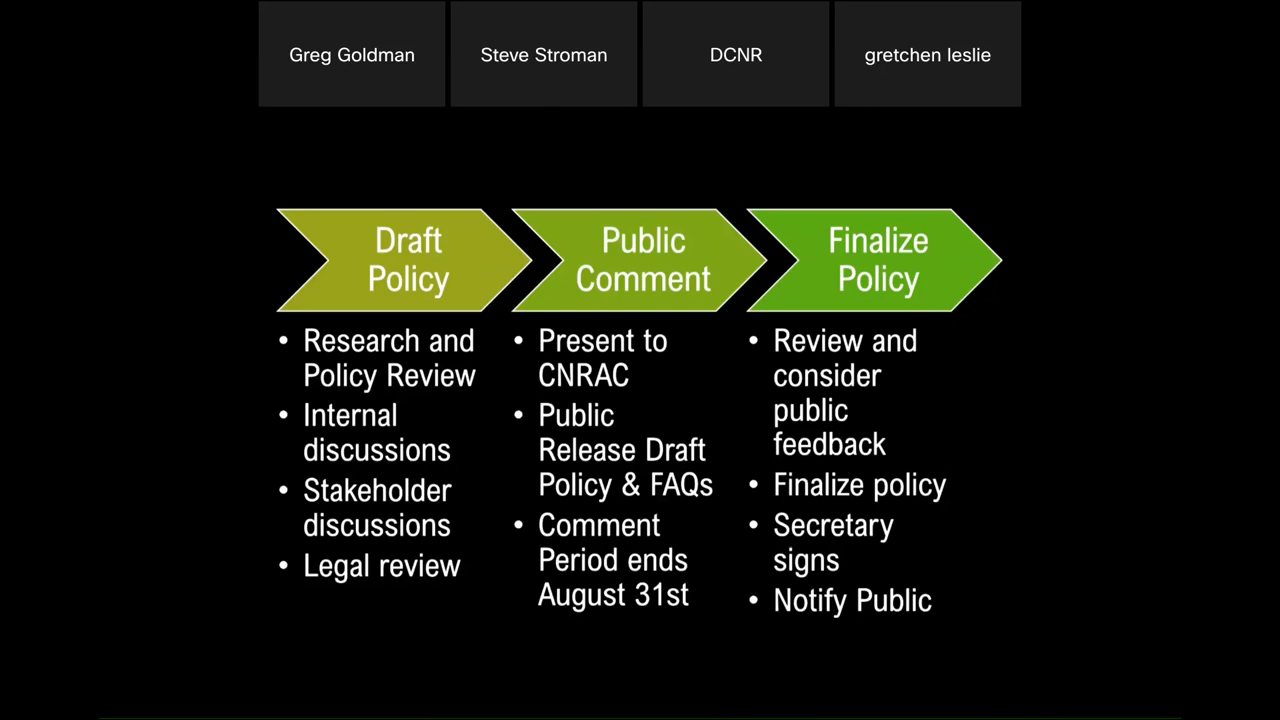 Greg Goldman
Steve Stroman
DCNR
gretchen leslie
Draft
Policy
• Research and
Policy Review
• Internal
discussions
• Stakeholder
discussions
• Legal review
Public
Comment
• Present to
CNRAC
• Public
Release Draft
Policy & FAQs
• Comment
Period ends
August 31st
Finalize
Policy
• Review and
consider
public
feedback
• Finalize policy
• Secretary
signs
• Notify Public